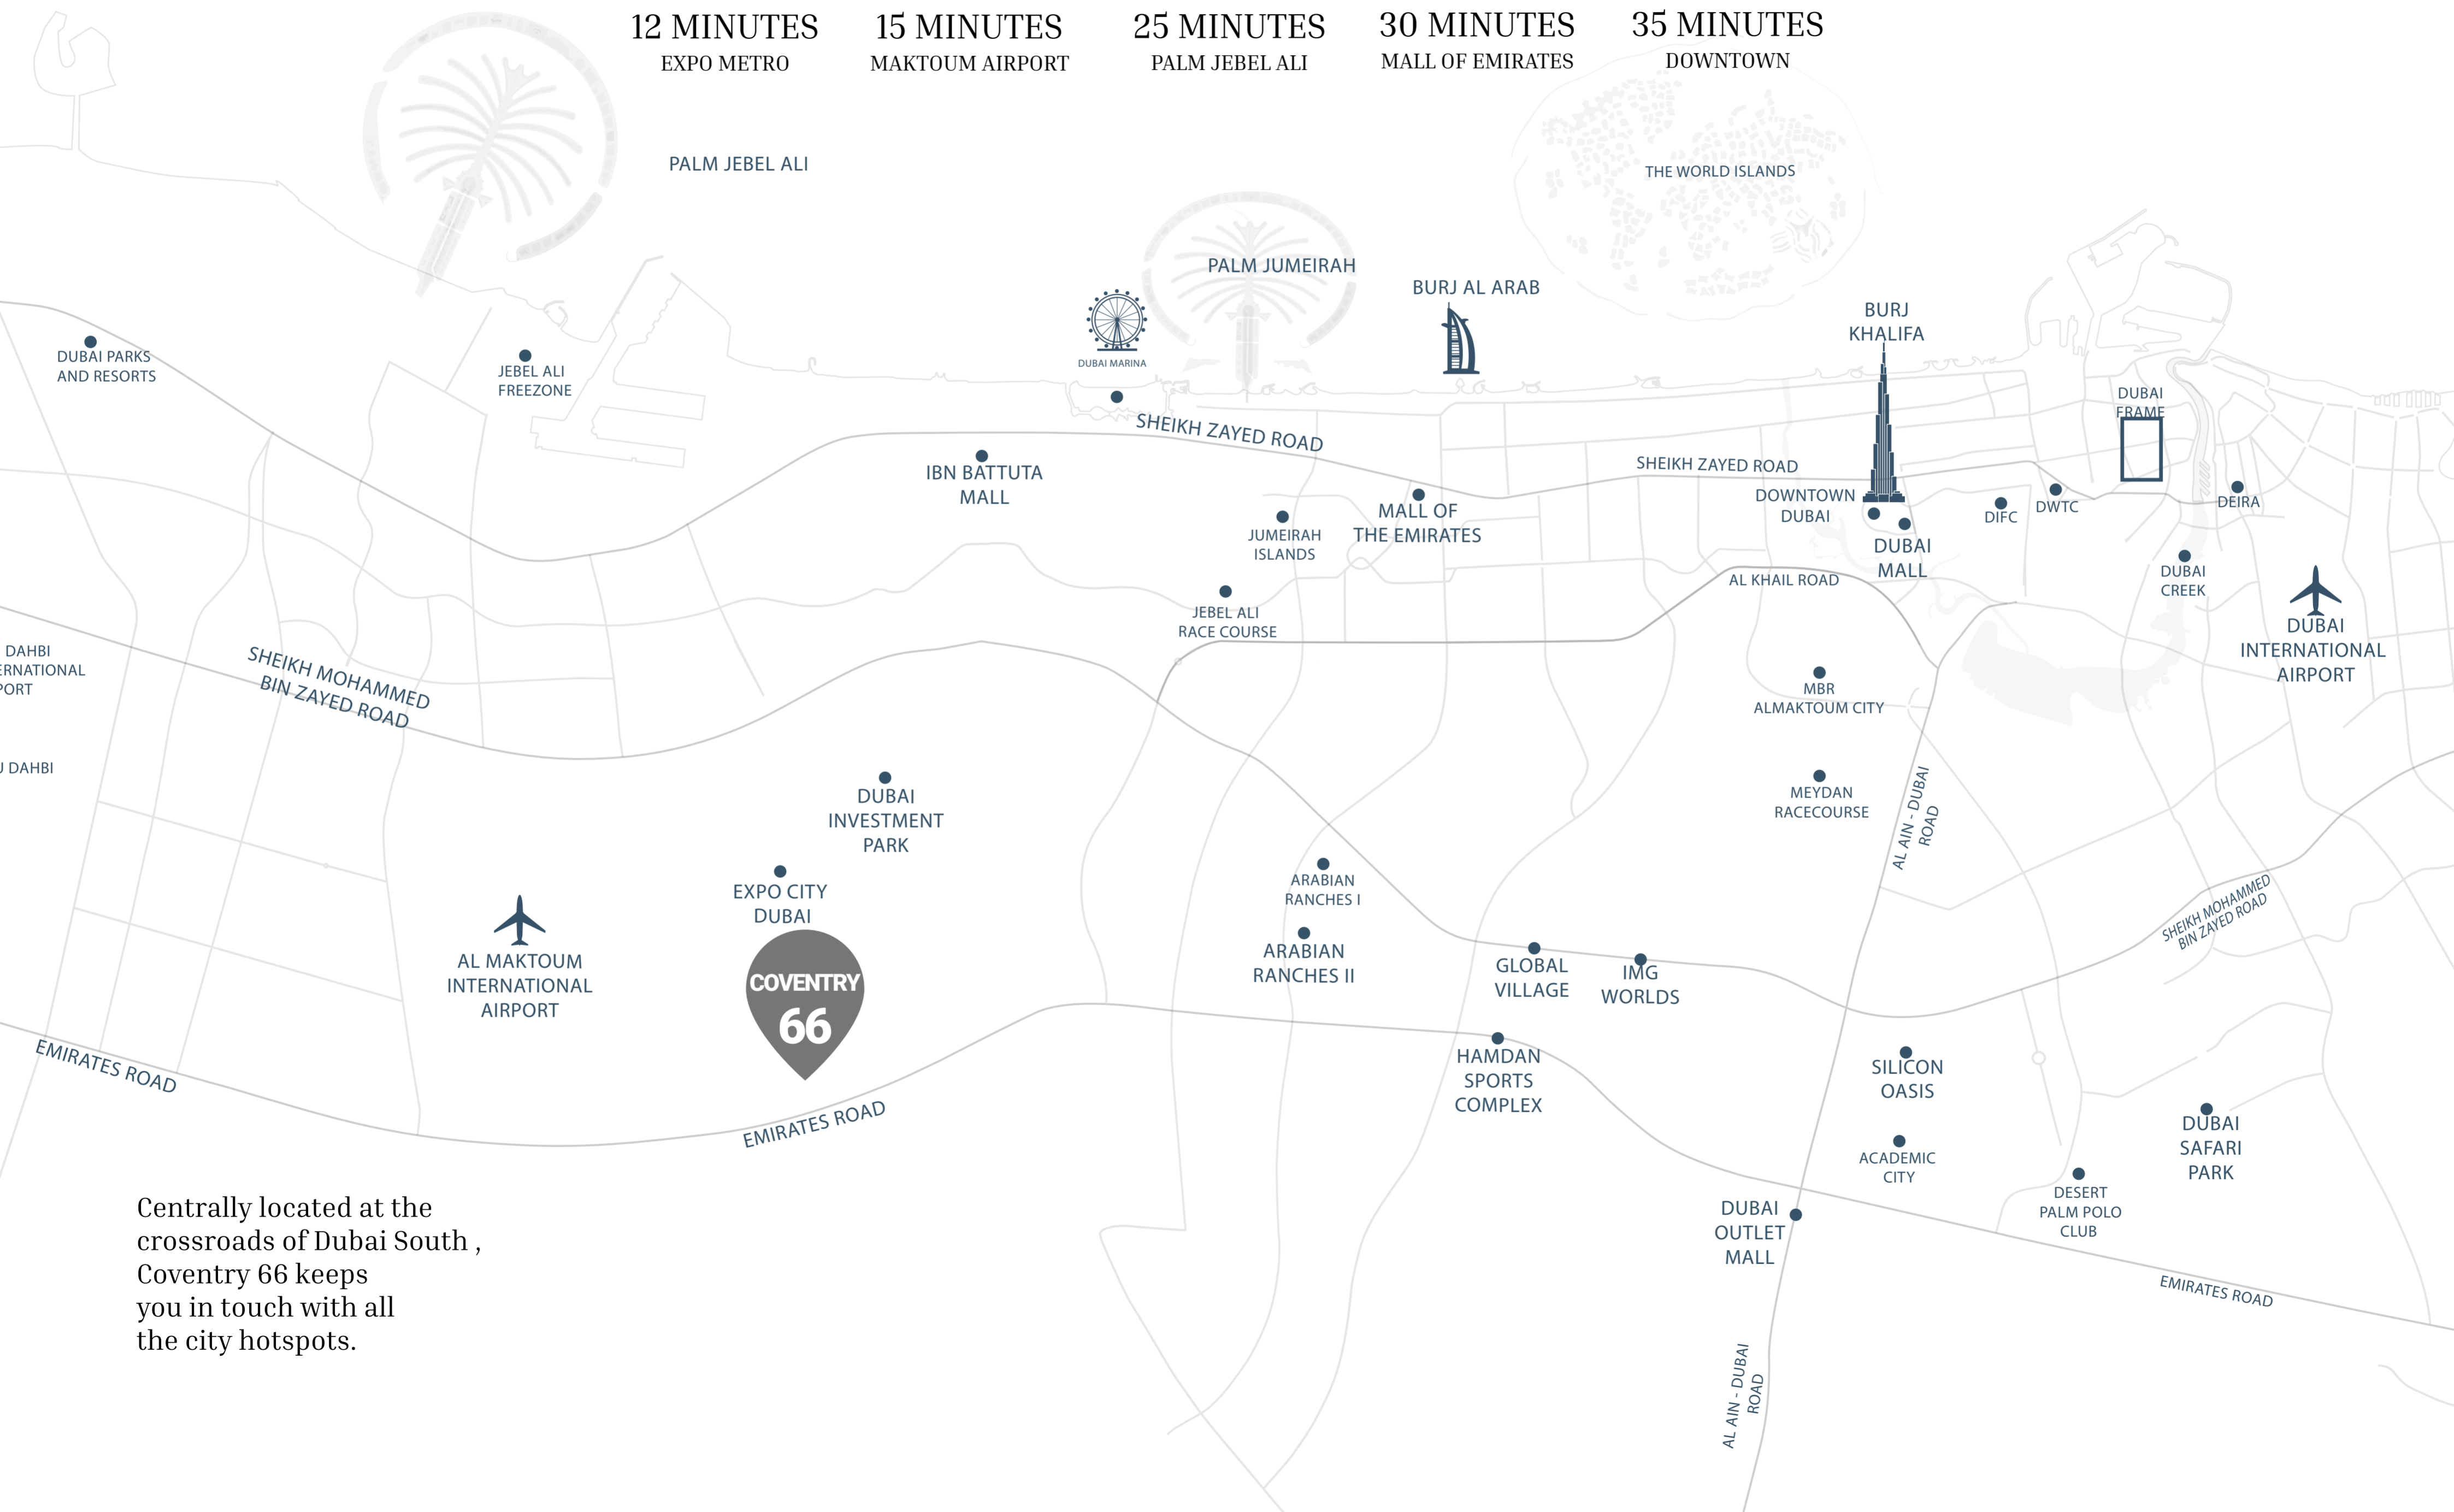 12 MINUTES
EXPO METRO
15 MINUTES
MAKTOUM AIRPORT
25 MINUTES
PALM JEBEL ALI
30 MINUTES
MALL OF EMIRATES
35 MINUTES
DOWNTOWN
PALM JEBEL ALI
THE WORLD ISLANDS
PALM JUMEIRAH
BURJ AL ARAB
BURJ
KHALIFA
DUBAI PARKS
AND RESORTS
JEBEL ALI
FREEZONE
DUBAI MARINA
DUBAI
FRAME
SHEIKH ZAYED ROAD
IBN BATTUTA
MALL
SHEIKH ZAYED ROAD
DOWNTOWN
DUBAI
MALL OF
THE EMIRATES
JUMEIRAH
ISLANDS
DIFC
DWTC
DEIRA
DUBAI
MALL
AL KHAIL ROAD
DUBAI
CREEK
JEBEL ALI
RACE COURSE
DUBAI
INTERNATIONAL
AIRPORT
DAHBI
ERNATIONAL
PORT
SHEIKH MOHAMMED
BIN ZAYED ROAD
MBR
ALMAKTOUM CITY
U DAHBI
DUBAI
INVESTMENT
PARK
MEYDAN
RACECOURSE
AL AIN - DUBAI
ROAD
EXPO CITY
DUBAI
ARABIAN
RANCHES I
SHEIKH MOHAMMED
BIN ZAYED ROAD
AL MAKTOUM
INTERNATIONAL
AIRPORT
COVENTRY
66
ARABIAN
RANCHES II
GLOBAL
VILLAGE
IMG
WORLDS
EMIRATES ROAD
HAMDAN
SPORTS
COMPLEX
SILICON
OASIS
EMIRATES ROAD
ACADEMIC
CITY
DUBAI
SAFARI
PARK
DESERT
PALM POLO
CLUB
DUBAI
OUTLET
MALL
EMIRATES ROAD
AL AIN - DUBAI
ROAD
Centrally located at the
crossroads of Dubai South ,
Coventry 66 keeps
you in touch with all
the city hotspots.